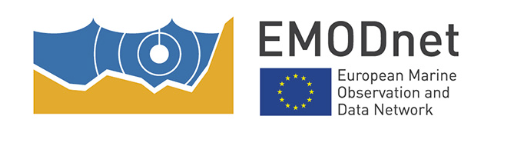 EMODnet
European Marine
Observation and
Data Network